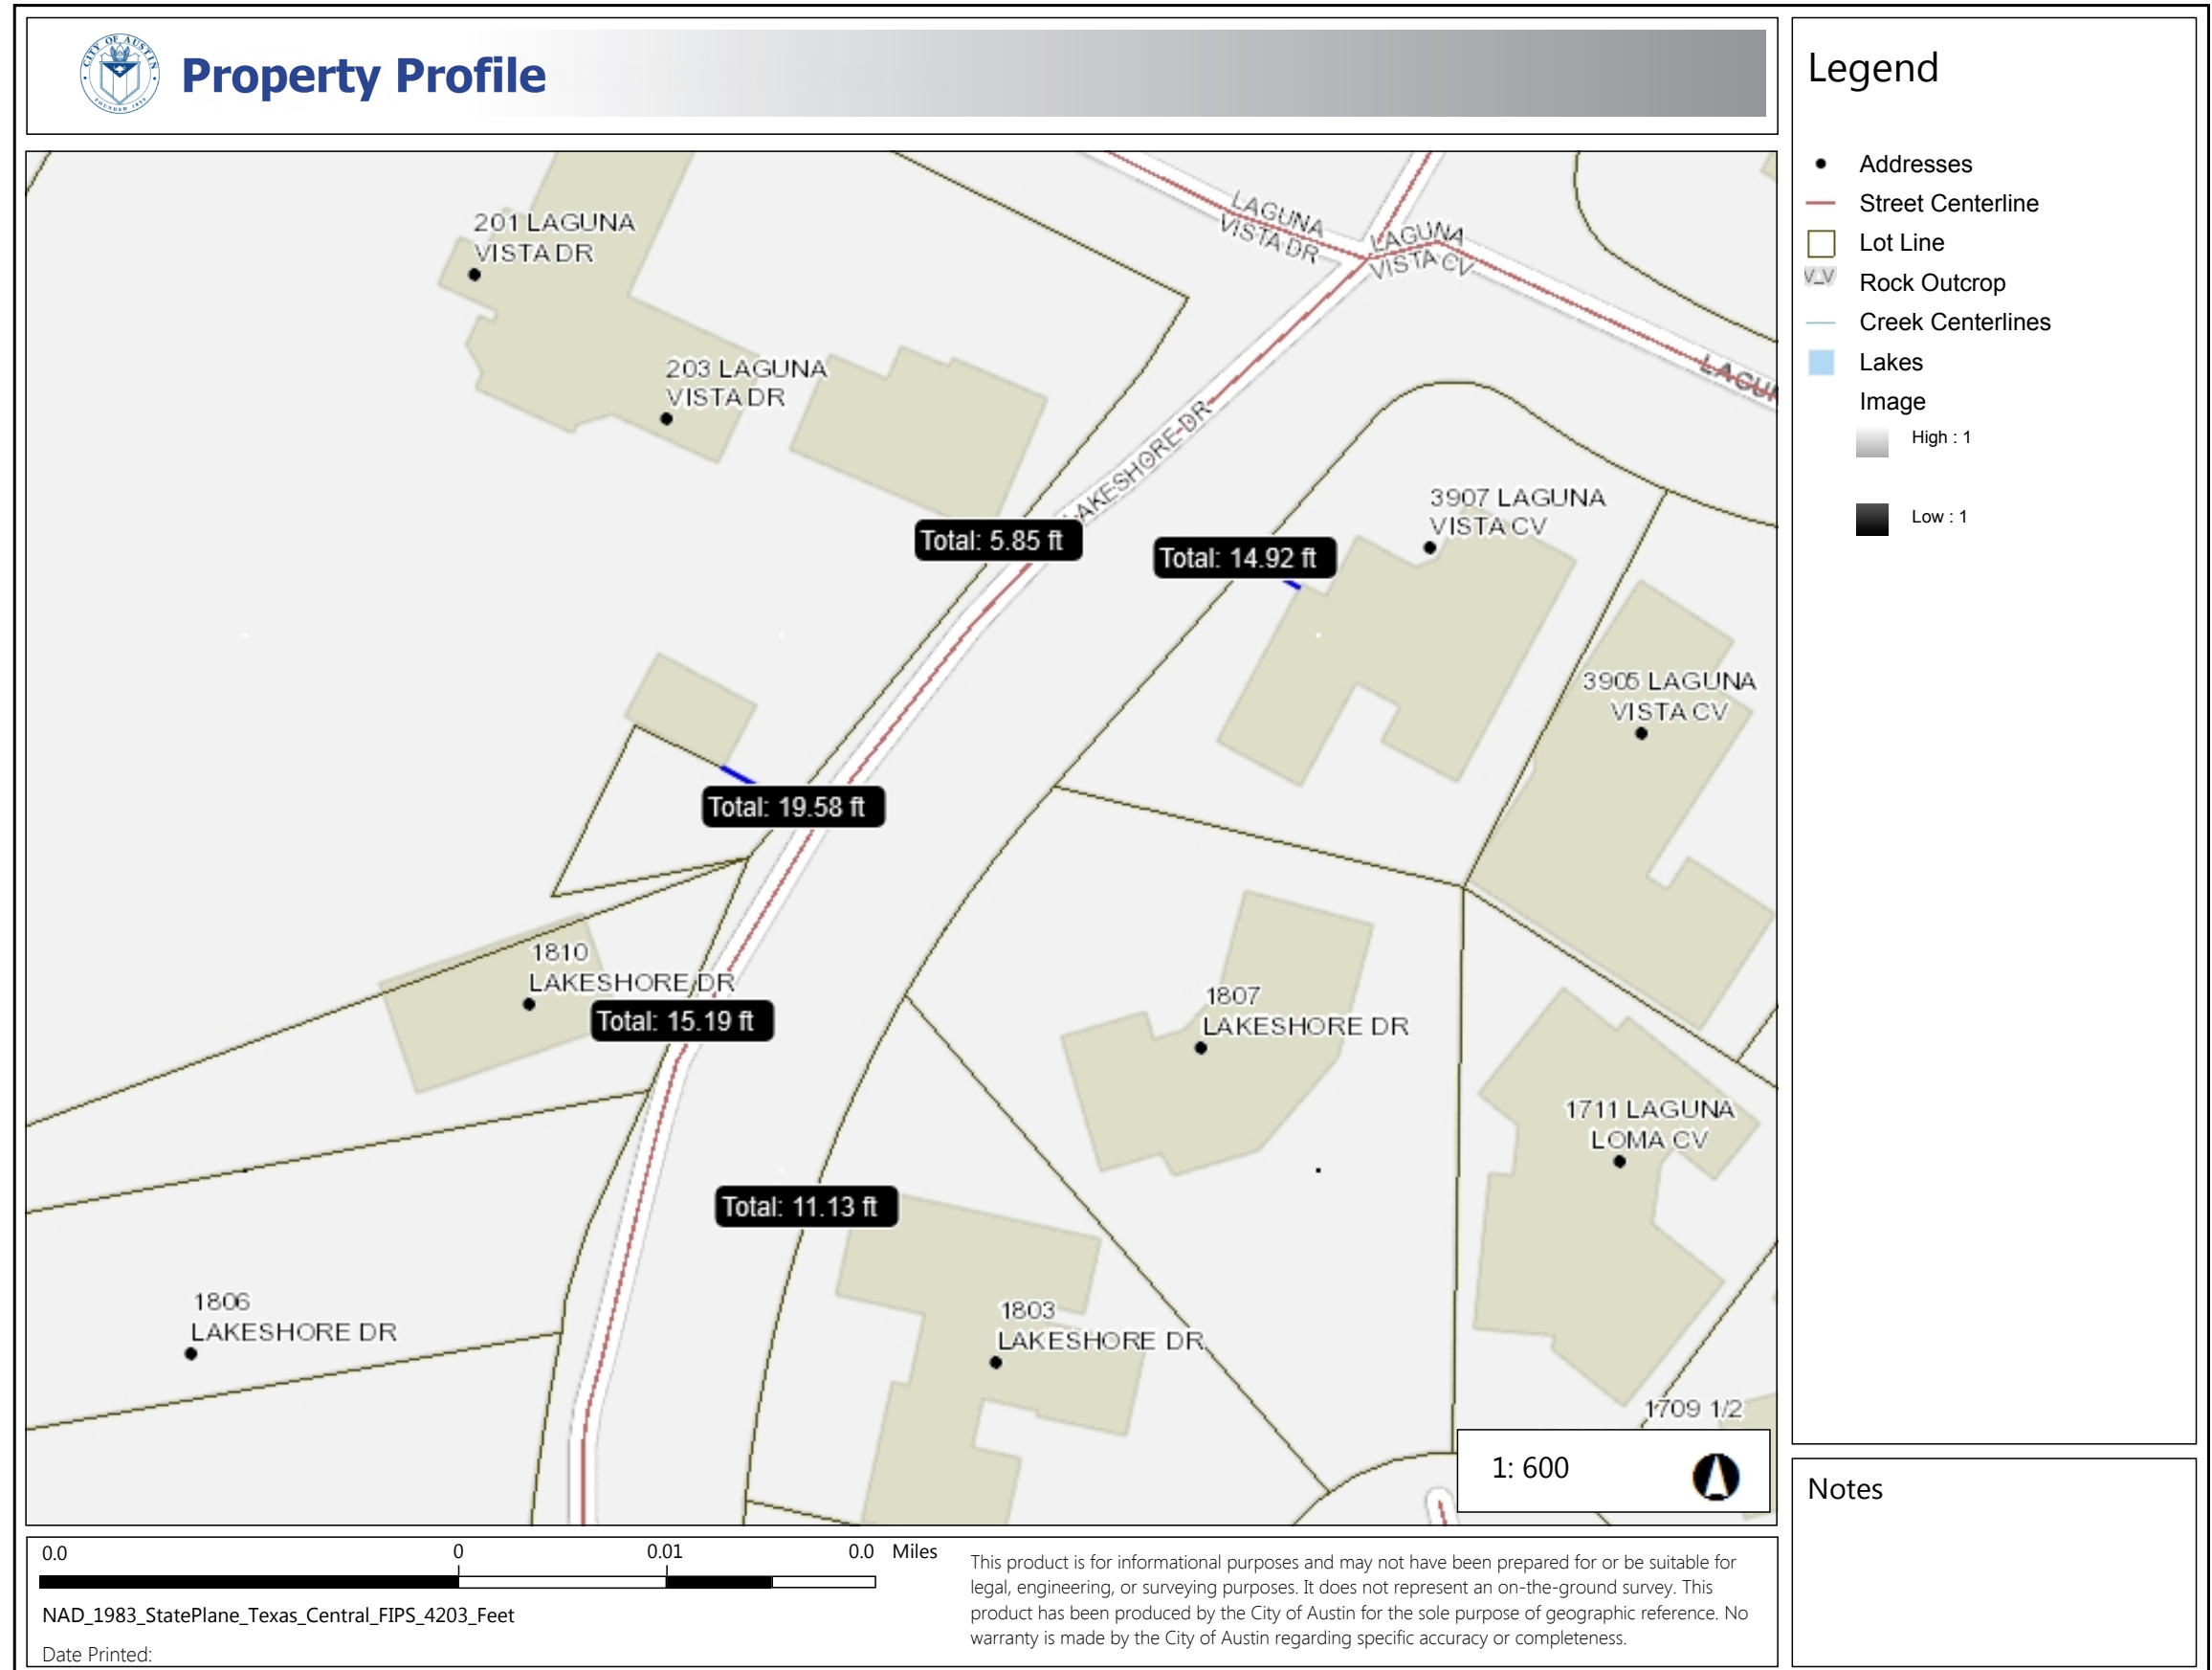 CITY OF AUSTIN
FOUNDED 1839
Property Profile
201 LAGUNA
VISTA DR
203 LAGUNA
VISTA DR
LAGUNA
VISTA DR
LAGUNA
VISTA CV
LAKESHORE DR
3907 LAGUNA
VISTA CV
Total: 5.85 ft
Total: 14.92 ft
3905 LAGUNA
VISTA CV
Total: 19.58 ft
1810
LAKESHORE DR
Total: 15.19 ft
1807
LAKESHORE DR
1711 LAGUNA
LOMA CV
Total: 11.13 ft
1806
LAKESHORE DR
1803
LAKESHORE DR
1709 1/2
1: 600
Legend
Addresses
Street Centerline
Lot Line
V_V
Rock Outcrop
Creek Centerlines
Lakes
Image
High : 1
Low : 1
Notes
0.0 0 0.01 0.0 Miles
NAD_1983_StatePlane_Texas_Central_FIPS_4203_Feet
Date Printed:
This product is for informational purposes and may not have been prepared for or be suitable for
legal, engineering, or surveying purposes. It does not represent an on-the-ground survey. This
product has been produced by the City of Austin for the sole purpose of geographic reference. No
warranty is made by the City of Austin regarding specific accuracy or completeness.